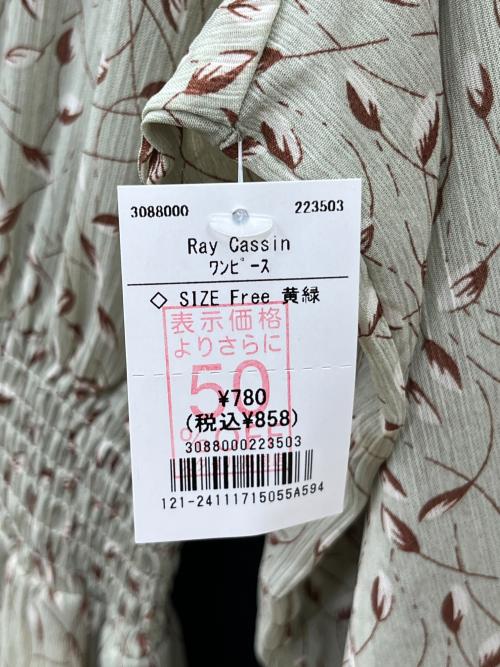 3088000 223503
Ray Cassin
ワンピース
◇ SIZE Free 黄緑
表示価格
よりさらに
50
%OFF
¥780
(税込¥858)
3088000223503
121-24111715055A594